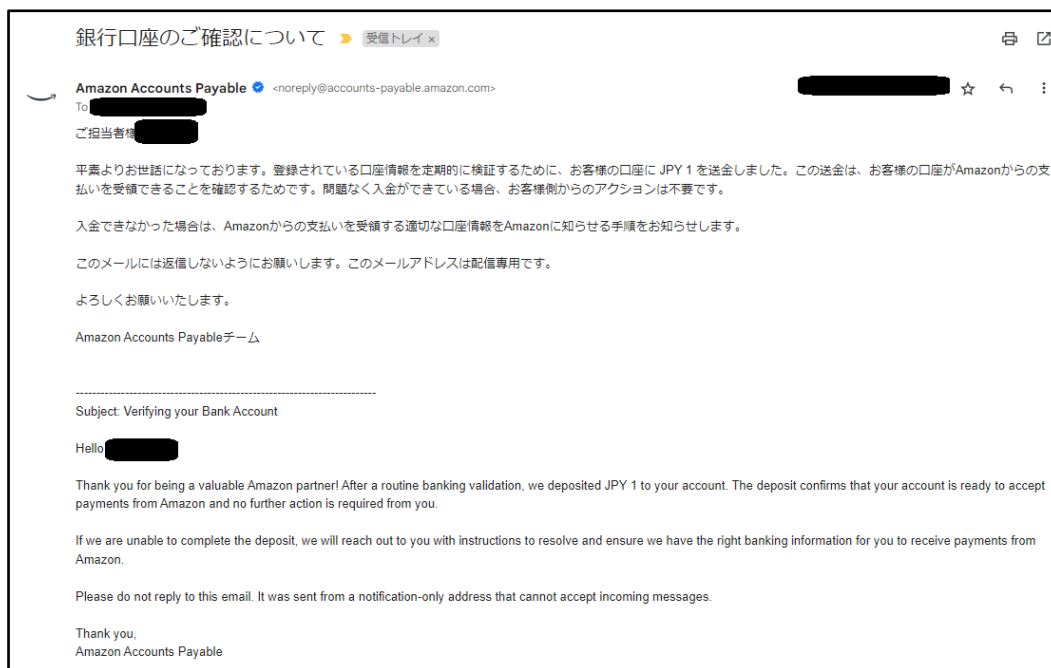 銀行口座のご確認について 受信トレイ ×
Amazon Accounts Payable <noreply@accounts-payable.amazon.com>
To
ご担当者様
平素よりお世話になっております。登録されている口座情報を定期的に検証するために、お客様の口座に JPY 1 を送金しました。この送金は、お客様の口座がAmazonからの支
払いを受領できることを確認するためです。問題なく入金ができている場合、お客様側からのアクションは不要です。
入金できなかった場合は、Amazonからの支払いを受領する適切な口座情報をAmazonに知らせる手順をお知らせします。
このメールには返信しないようにお願いします。このメールアドレスは配信専用です。
よろしくお願いいたします。
Amazon Accounts Payableチーム
---------------------------------------------------------------------------
Subject: Verifying your Bank Account
Hello
Thank you for being a valuable Amazon partner! After a routine banking validation, we deposited JPY 1 to your account. The deposit confirms that your account is ready to accept
payments from Amazon and no further action is required from you.
If we are unable to complete the deposit, we will reach out to you with instructions to resolve and ensure we have the right banking information for you to receive payments from
Amazon.
Please do not reply to this email. It was sent from a notification-only address that cannot accept incoming messages.
Thank you,
Amazon Accounts Payable